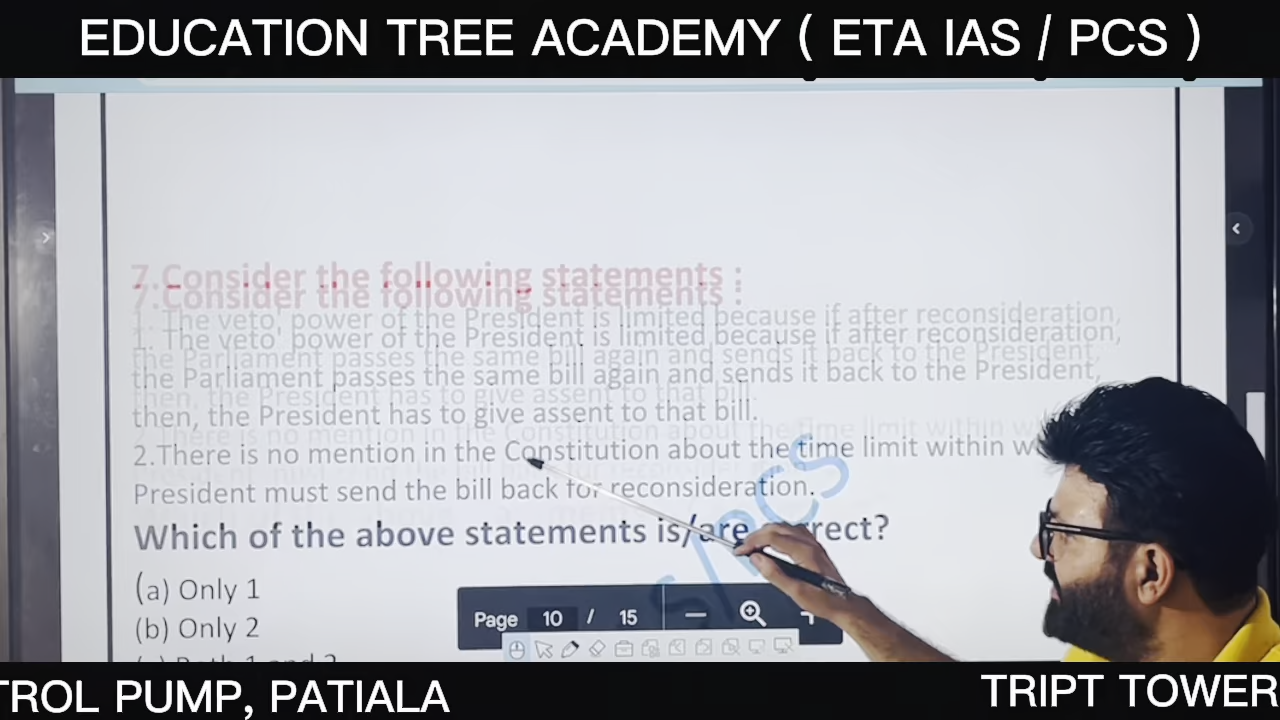 EDUCATION TREE ACADEMY ( ETA IAS / PCS )
7.Consider the following statements :
1. The veto' power of the President is limited because if after reconsideration,
the Parliament passes the same bill again and sends it back to the President,
then, the President has to give assent to that bill.
2.There is no mention in the Constitution about the time limit within
President must send the bill back for reconsideration.
Which of the above statements is/are
(a) Only 1
(b) Only 2
S/PCS
Page 10 / 15
TROL PUMP, PATIALA
TRIPT TOWER